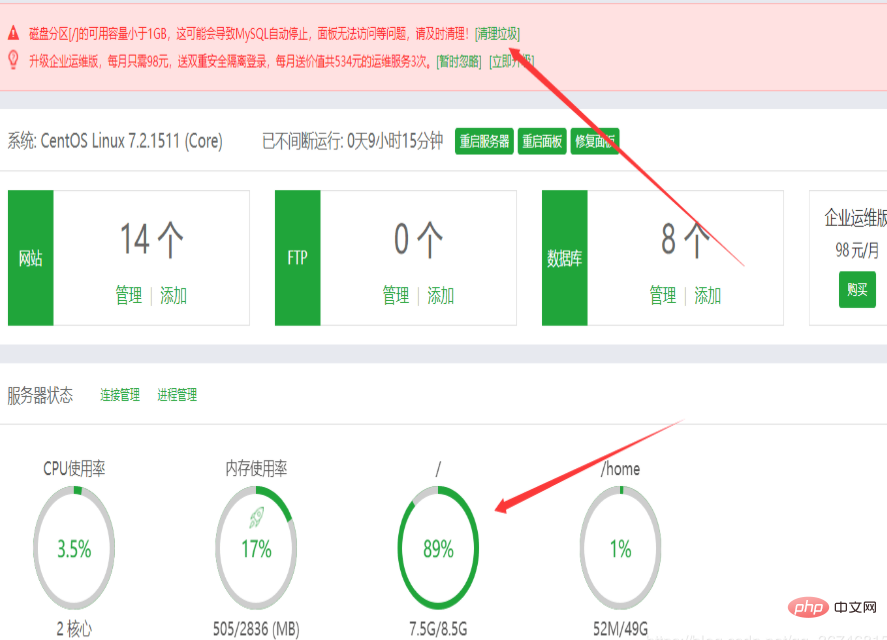 磁盘分区[/]的可用容量小于1GB，这可能会导致MySQL自动停止，面板无法访问等问题，请及时清理！[清理垃圾]
升级企业运维版，每月只需98元，送双重安全隔离登录，每月送价值共534元的运维服务3次。[暂时忽略] [立即升级]
系统: CentOS Linux 7.2.1511 (Core) 已不间断运行: 0天9小时15分钟 重启服务器 重启面板 修复面板
网站 14 个 管理 | 添加
FTP 0 个 管理 | 添加
数据库 8 个 管理 | 添加
企业运维版
98 元/月
购买
服务器状态 连接管理 进程管理
CPU使用率 内存使用率 / /home
3.5% 17% 89% 1%
2 核心 505/2836 (MB) 7.5G/8.5G 52M/49G
php 中文网